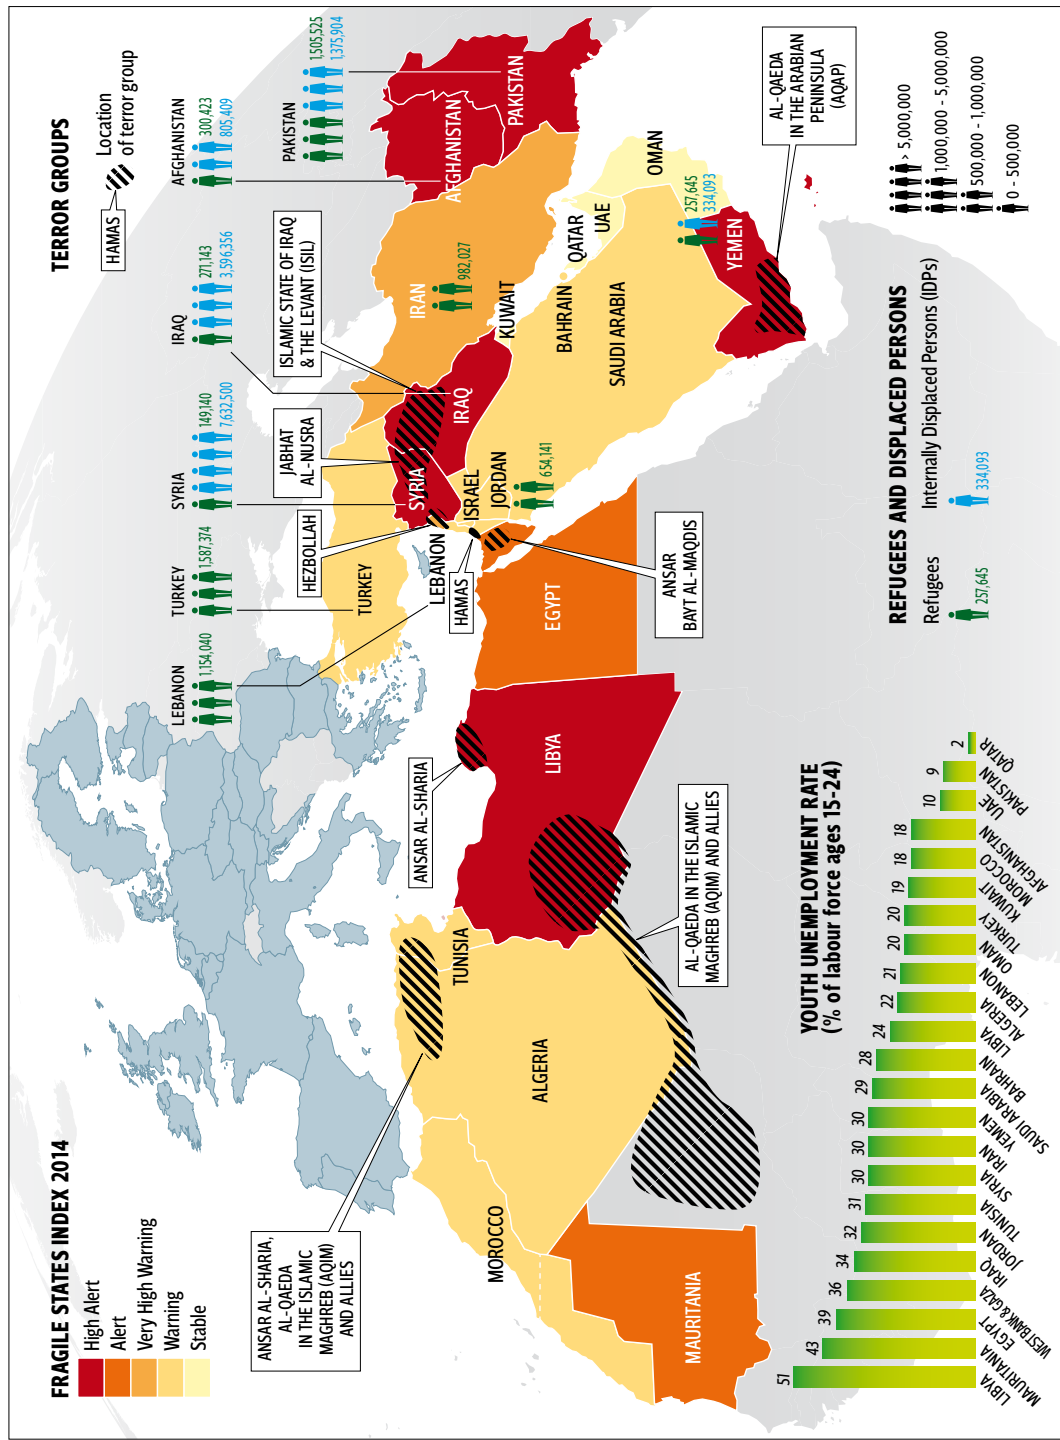 FRAGILE STATES INDEX 2014
High Alert
Alert
Very High Warning
Warning
Stable
TERROR GROUPS
HAMAS
Location
of terror group
LEBANON
1,154,040
TURKEY
1,587,374
SYRIA
149,140
7,632,500
IRAQ
271,143
3,596,356
AFGHANISTAN
300,423
805,409
PAKISTAN
1,505,525
1,375,904
ANSAR AL-SHARIA,
AL-QAEDA
IN THE ISLAMIC
MAGHREB (AQIM)
AND ALLIES
ANSAR AL-SHARIA
HEZBOLLAH
JABHAT
AL-NUSRA
ISLAMIC STATE OF IRAQ
& THE LEVANT (ISIL)
HAMAS
ANSAR
BAYT AL-MAQDIS
AL-QAEDA IN THE ISLAMIC
MAGHREB (AQIM) AND ALLIES
AL-QAEDA
IN THE ARABIAN
PENINSULA
(AQAP)
MOROCCO
ALGERIA
TUNISIA
LIBYA
EGYPT
MAURITANIA
TURKEY
LEBANON
SYRIA
ISRAEL
JORDAN
654,141
IRAQ
IRAN
982,027
KUWAIT
BAHRAIN
QATAR
UAE
OMAN
SAUDI ARABIA
YEMEN
257,645
334,093
AFGHANISTAN
PAKISTAN
YOUTH UNEMPLOYMENT RATE
(% of labour force ages 15-24)
51
43
39
36
34
32
31
30
30
30
29
28
24
22
21
20
20
19
18
18
10
9
2
LIBYA
MAURITANIA
EGYPT
WEST BANK & GAZA
IRAQ
JORDAN
TUNISIA
SYRIA
IRAN
YEMEN
SAUDI ARABIA
BAHRAIN
LIBYA
ALGERIA
LEBANON
OMAN
TURKEY
KUWAIT
MOROCCO
AFGHANISTAN
UAE
PAKISTAN
QATAR
REFUGEES AND DISPLACED PERSONS
Refugees
257,645
Internally Displaced Persons (IDPs)
334,093
> 5,000,000
1,000,000 - 5,000,000
500,000 - 1,000,000
0 - 500,000